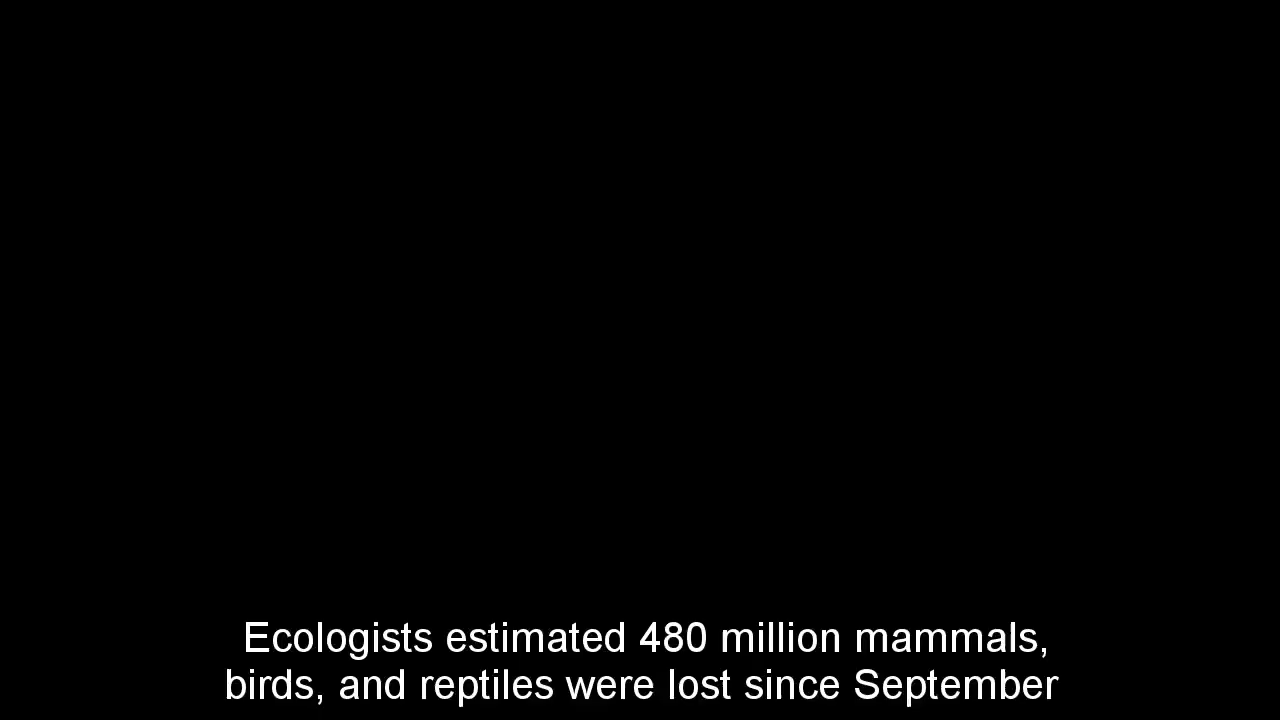 Ecologists estimated 480 million mammals,
birds, and reptiles were lost since September